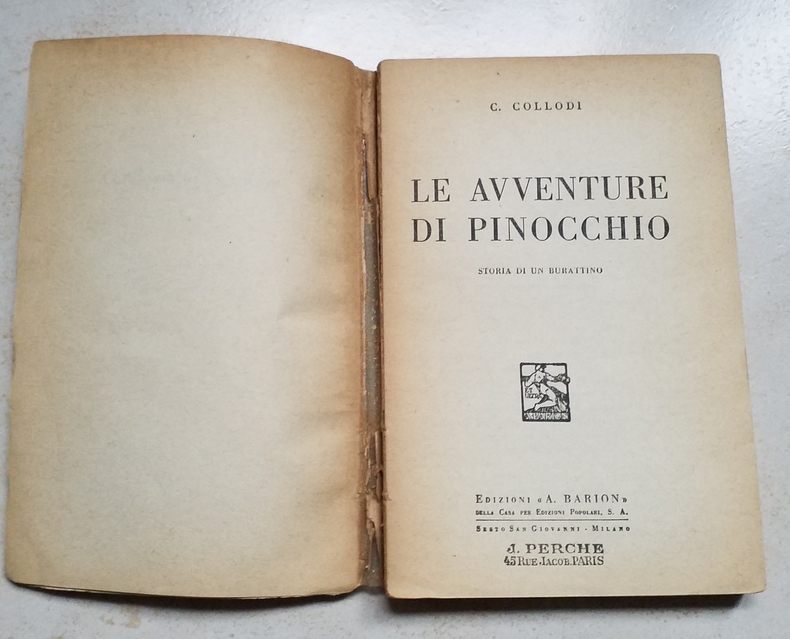 C. COLLODI
LE AVVENTURE
DI PINOCCHIO
STORIA DI UN BURATTINO
EDIZIONI «A. BARION»
DELLA CASA PER EDIZIONI POPOLARI, S. A.
SESTO SAN GIOVANNI - MILANO
J. PERCHE
45 RUE JACOB. PARIS